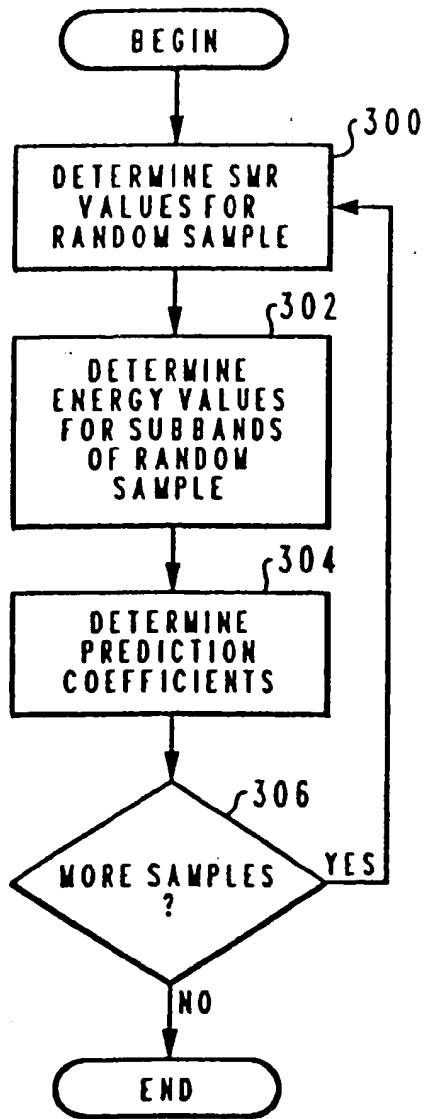 BEGIN
300
DETERMINE SMR
VALUES FOR
RANDOM SAMPLE
302
DETERMINE
ENERGY VALUES
FOR SUBBANDS
OF RANDOM
SAMPLE
304
DETERMINE
PREDICTION
COEFFICIENTS
306
MORE SAMPLES
?
YES
NO
END